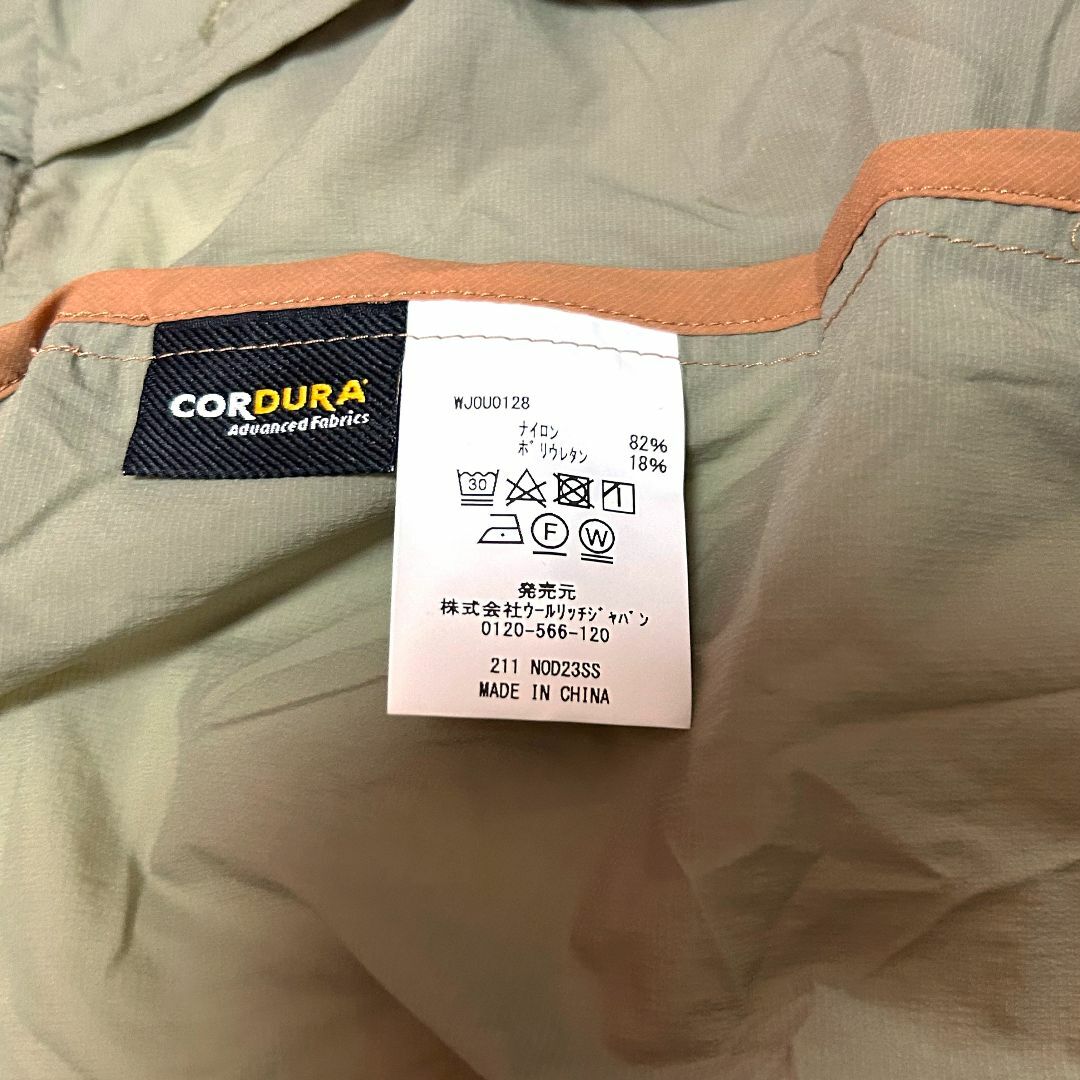 CORDURA
Advanced Fabrics
WJOU0128
ナイロン 82%
ポリウレタン 18%
30
F W
発売元
株式会社ウールリッチジャパン
0120-566-120
211 NOD23SS
MADE IN CHINA